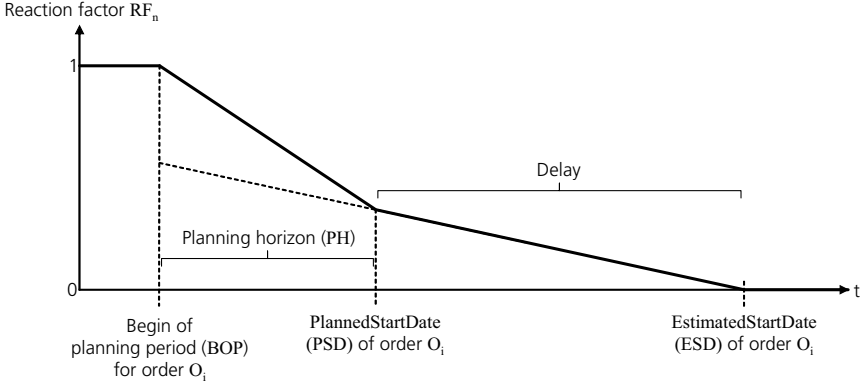 Reaction factor RFₙ
1
Delay
Planning horizon (PH)
0
t
Begin of
planning period (BOP)
for order Oᵢ
PlannedStartDate
(PSD) of order Oᵢ
EstimatedStartDate
(ESD) of order Oᵢ